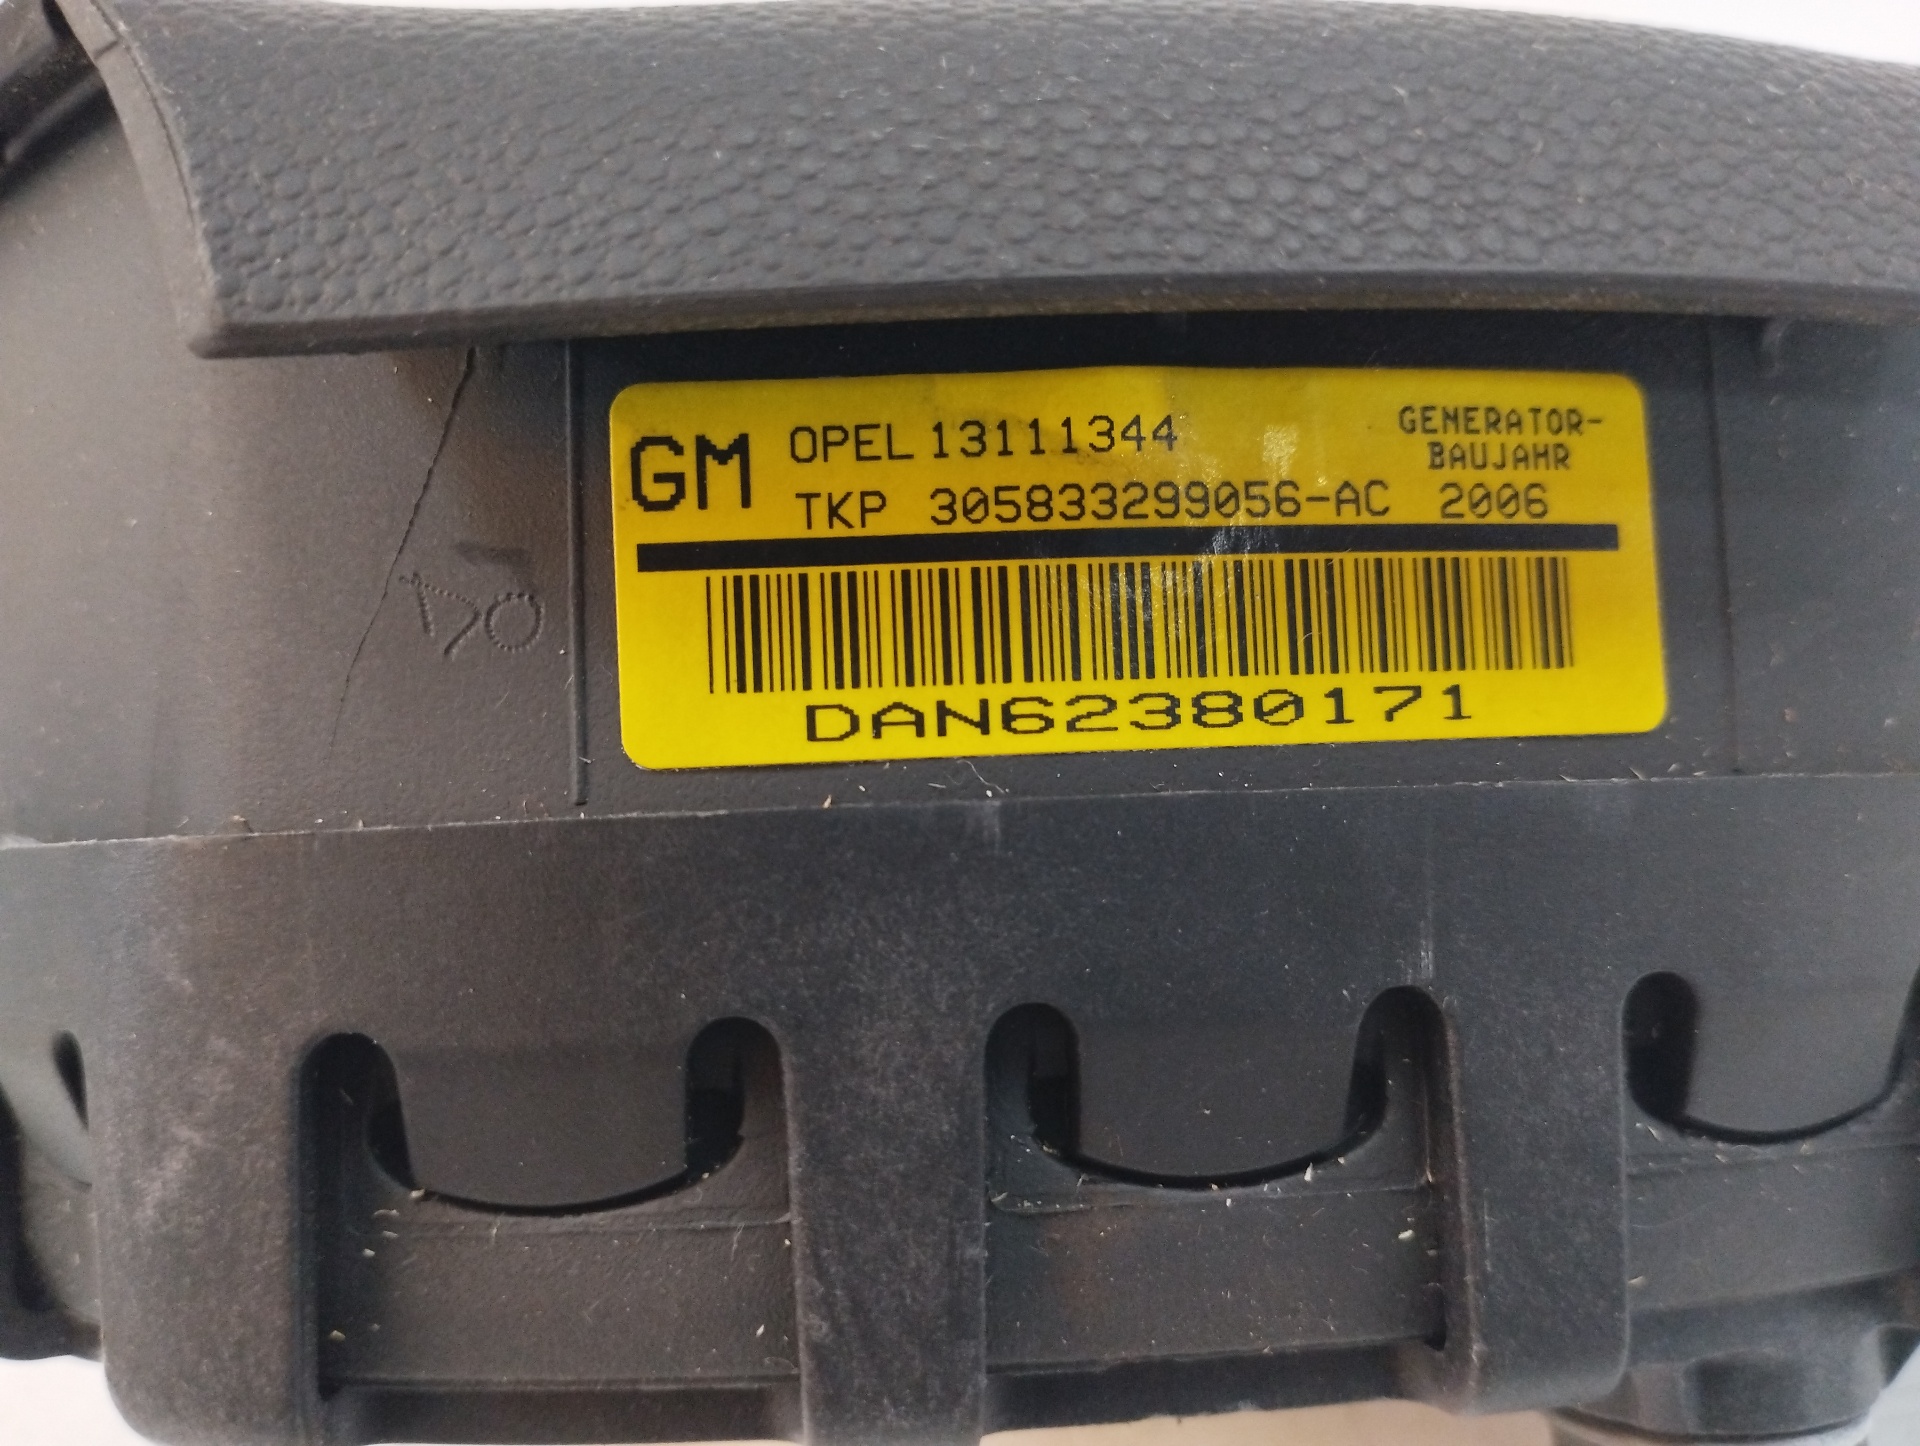 GM OPEL 13111344
TKP 305833299056-AC
GENERATOR-
BAUJAHR
2006
DAN62380171